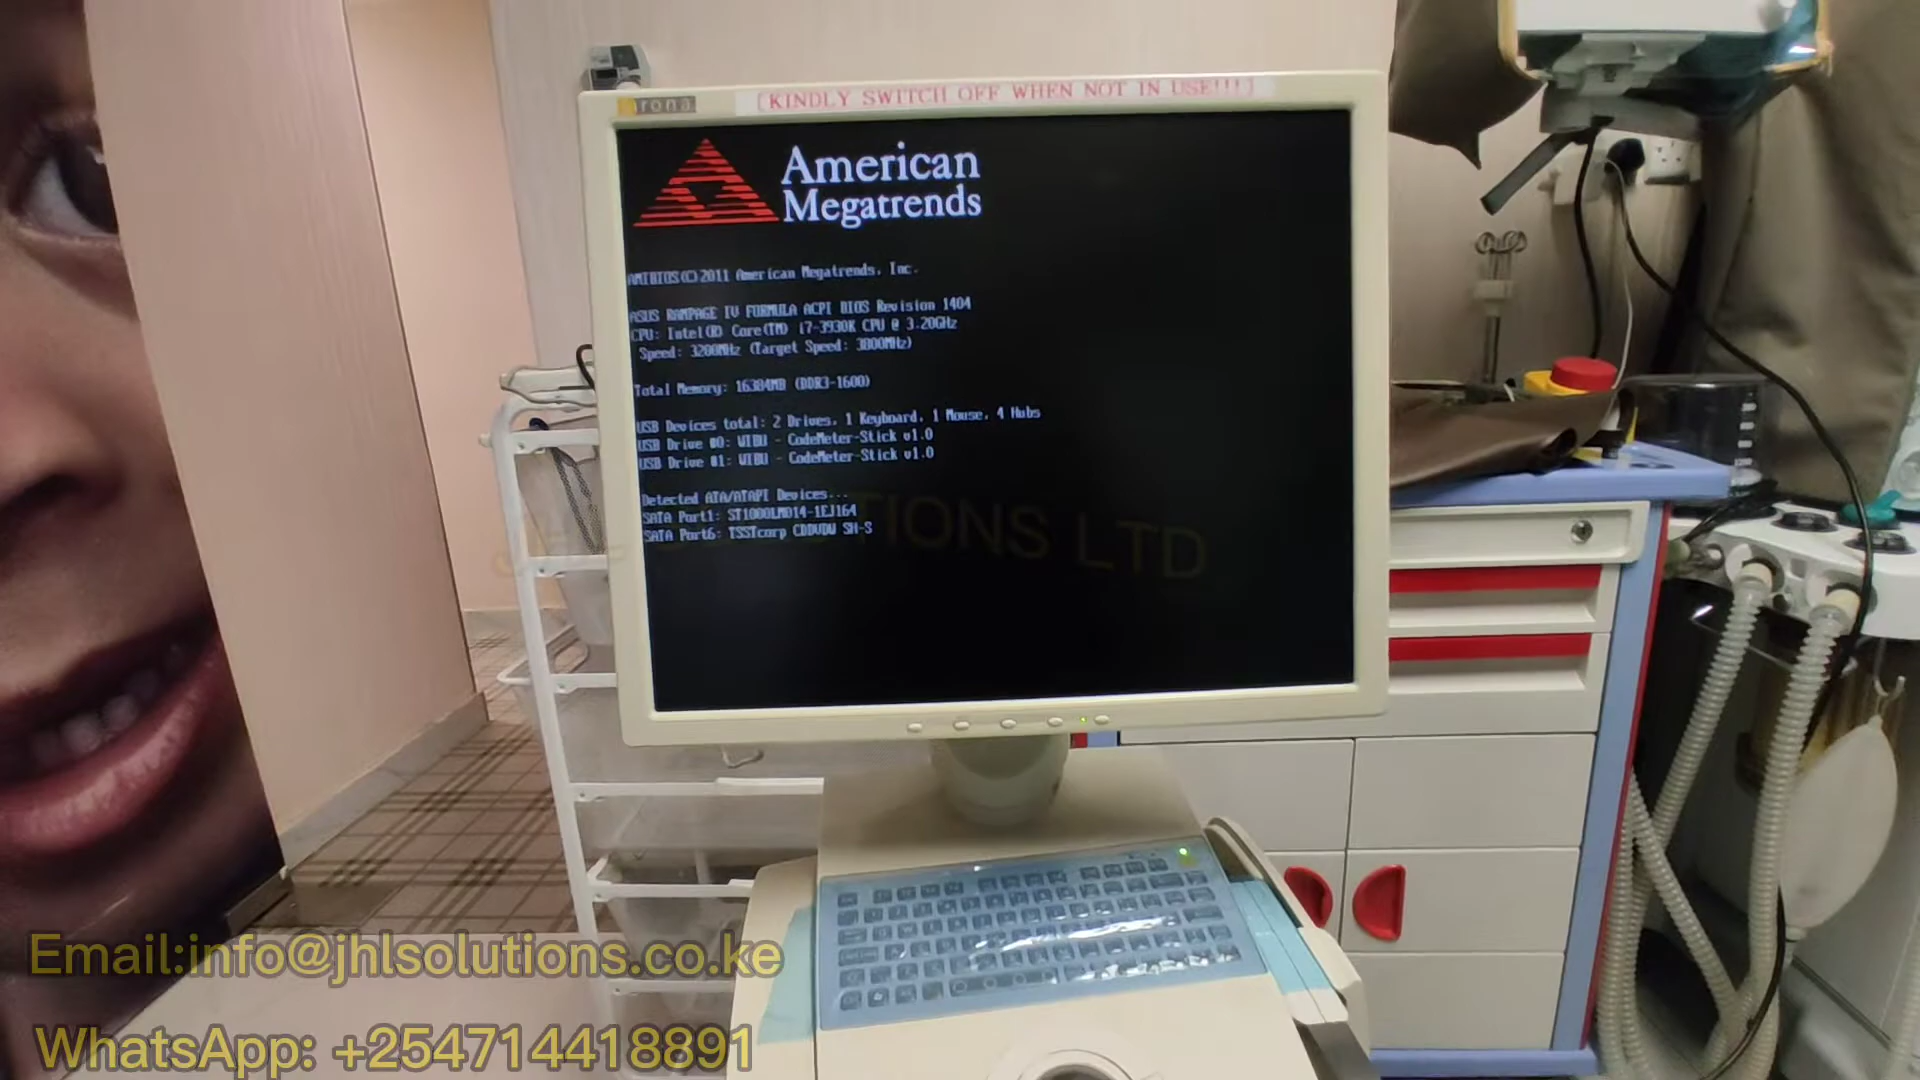 [KINDLY SWITCH OFF WHEN NOT IN USE!!!]
American
Megatrends
AMIBIOS(C)2011 American Megatrends, Inc.
ASUS RAMPAGE IV FORMULA ACPI BIOS Revision 1404
CPU: Intel(R) Core(TM) i7-3930K CPU @ 3.20GHz
Speed: 3200MHz (Target Speed: 3800MHz)
Total Memory: 16384MB (DDR3-1600)
USB Devices total: 2 Drives, 1 Keyboard, 1 Mouse, 4 Hubs
USB Drive #0: WIBU - CodeMeter-Stick v1.0
USB Drive #1: WIBU - CodeMeter-Stick v1.0
Detected ATA/ATAPI Devices...
SATA Port1: ST1000LM014-1EJ164
SATA Port6: TSSTcorp CDDVDW SH-S
LTD
Email:info@jhlsolutions.co.ke
WhatsApp: +254714418891